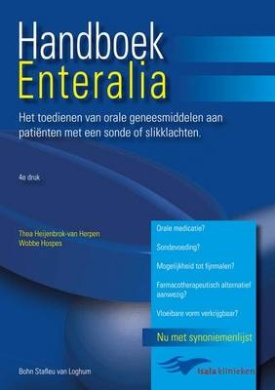 Handboek
Enteralia
Het toedienen van orale geneesmiddelen aan
patiënten met een sonde of slikklachten.
4e druk
Thea Heijenbrok-van Herpen
Wobbe Hospes
Orale medicatie?
Sondevoeding?
Mogelijkheid tot fijnmalen?
Farmacotherapeutisch alternatief
aanwezig?
Vloeibare vorm verkrijgbaar?
Nu met synoniemenlijst
Isala klinieken
Bohn Stafleu van Loghum